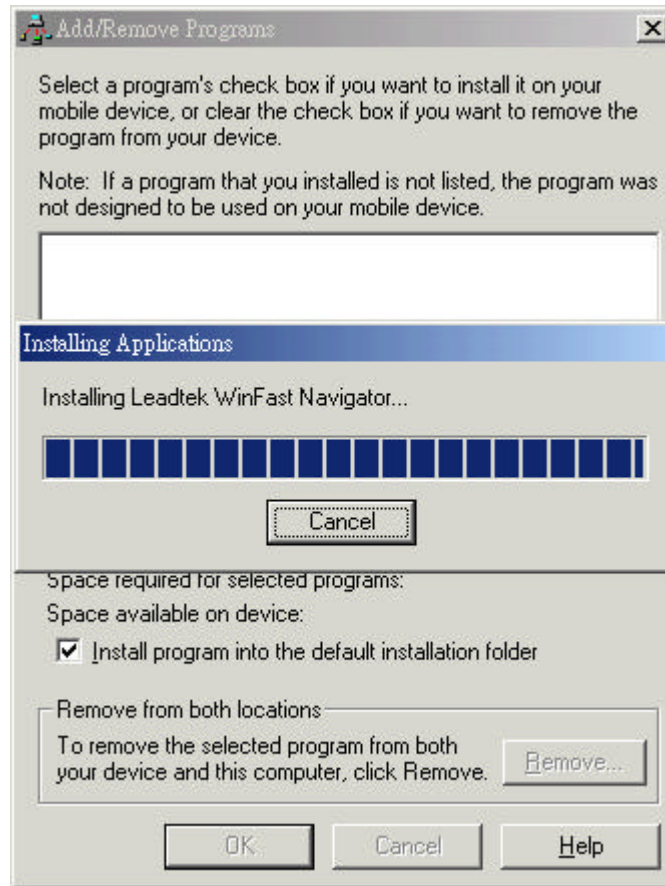 Add/Remove Programs
Select a program's check box if you want to install it on your
mobile device, or clear the check box if you want to remove the
program from your device.
Note: If a program that you installed is not listed, the program was
not designed to be used on your mobile device.
Installing Applications
Installing Leadtek WinFast Navigator...
Cancel
Space required for selected programs:
Space available on device:
Install program into the default installation folder
Remove from both locations
To remove the selected program from both
your device and this computer, click Remove.
Remove...
OK
Cancel
Help